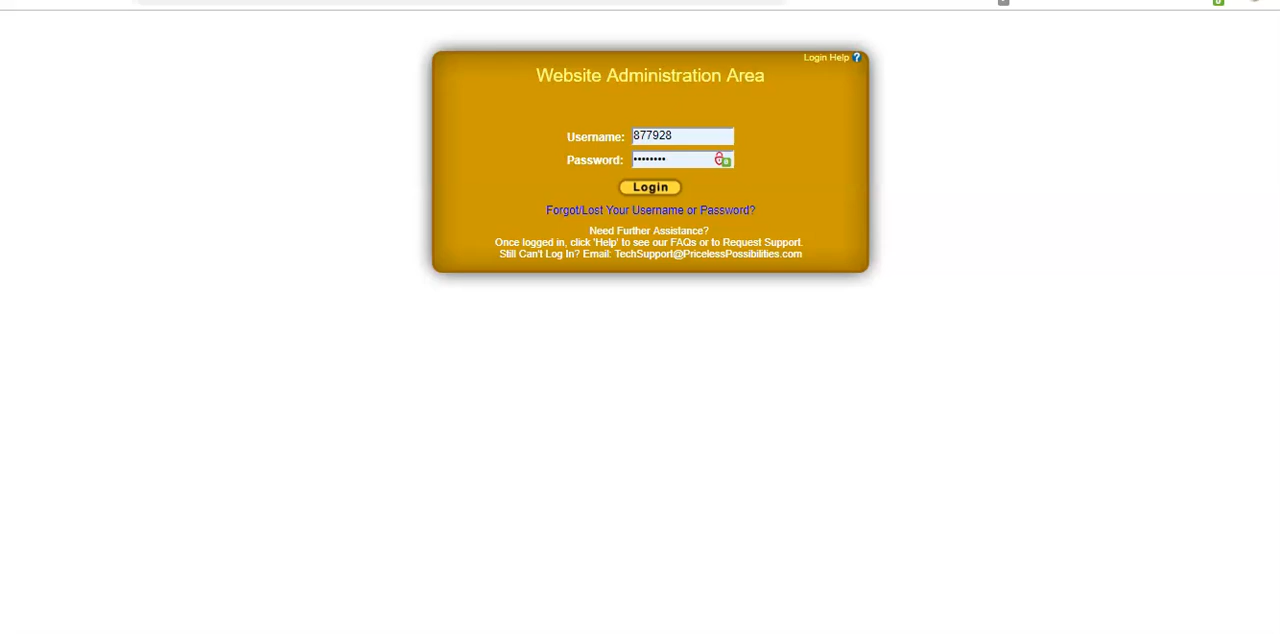 Login Help ?
Website Administration Area
Username: 877928
Password: ••••••••
Login
Forgot/Lost Your Username or Password?
Need Further Assistance?
Once logged in, click 'Help' to see our FAQs or to Request Support.
Still Can't Log In? Email: TechSupport@PricelessPossibilities.com